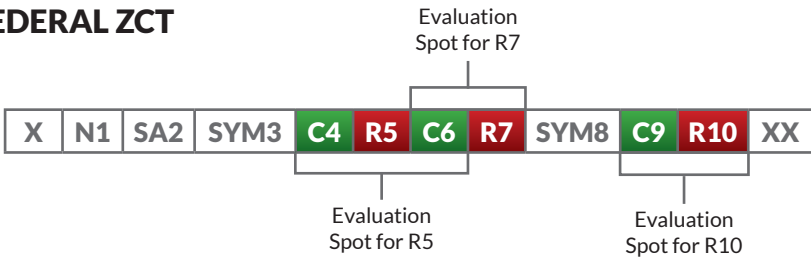 EDERAL ZCT
Evaluation
Spot for R7
X N1 SA2 SYM3 C4 R5 C6 R7 SYM8 C9 R10 XX
Evaluation
Spot for R5
Evaluation
Spot for R10